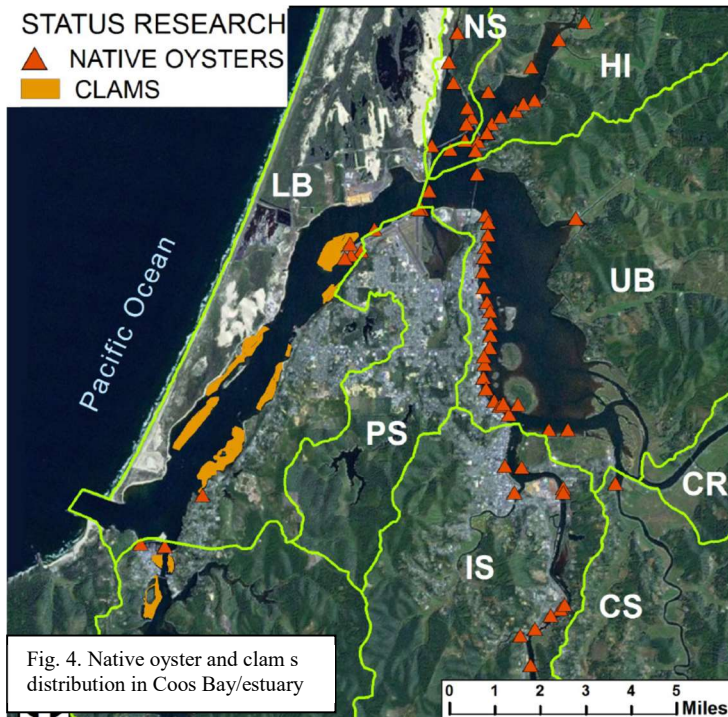 STATUS RESEARCH
NATIVE OYSTERS
CLAMS
NS
HI
LB
Pacific Ocean
UB
PS
CR
IS
CS
Fig. 4. Native oyster and clam s
distribution in Coos Bay/estuary
0 1 2 3 4 5
Miles